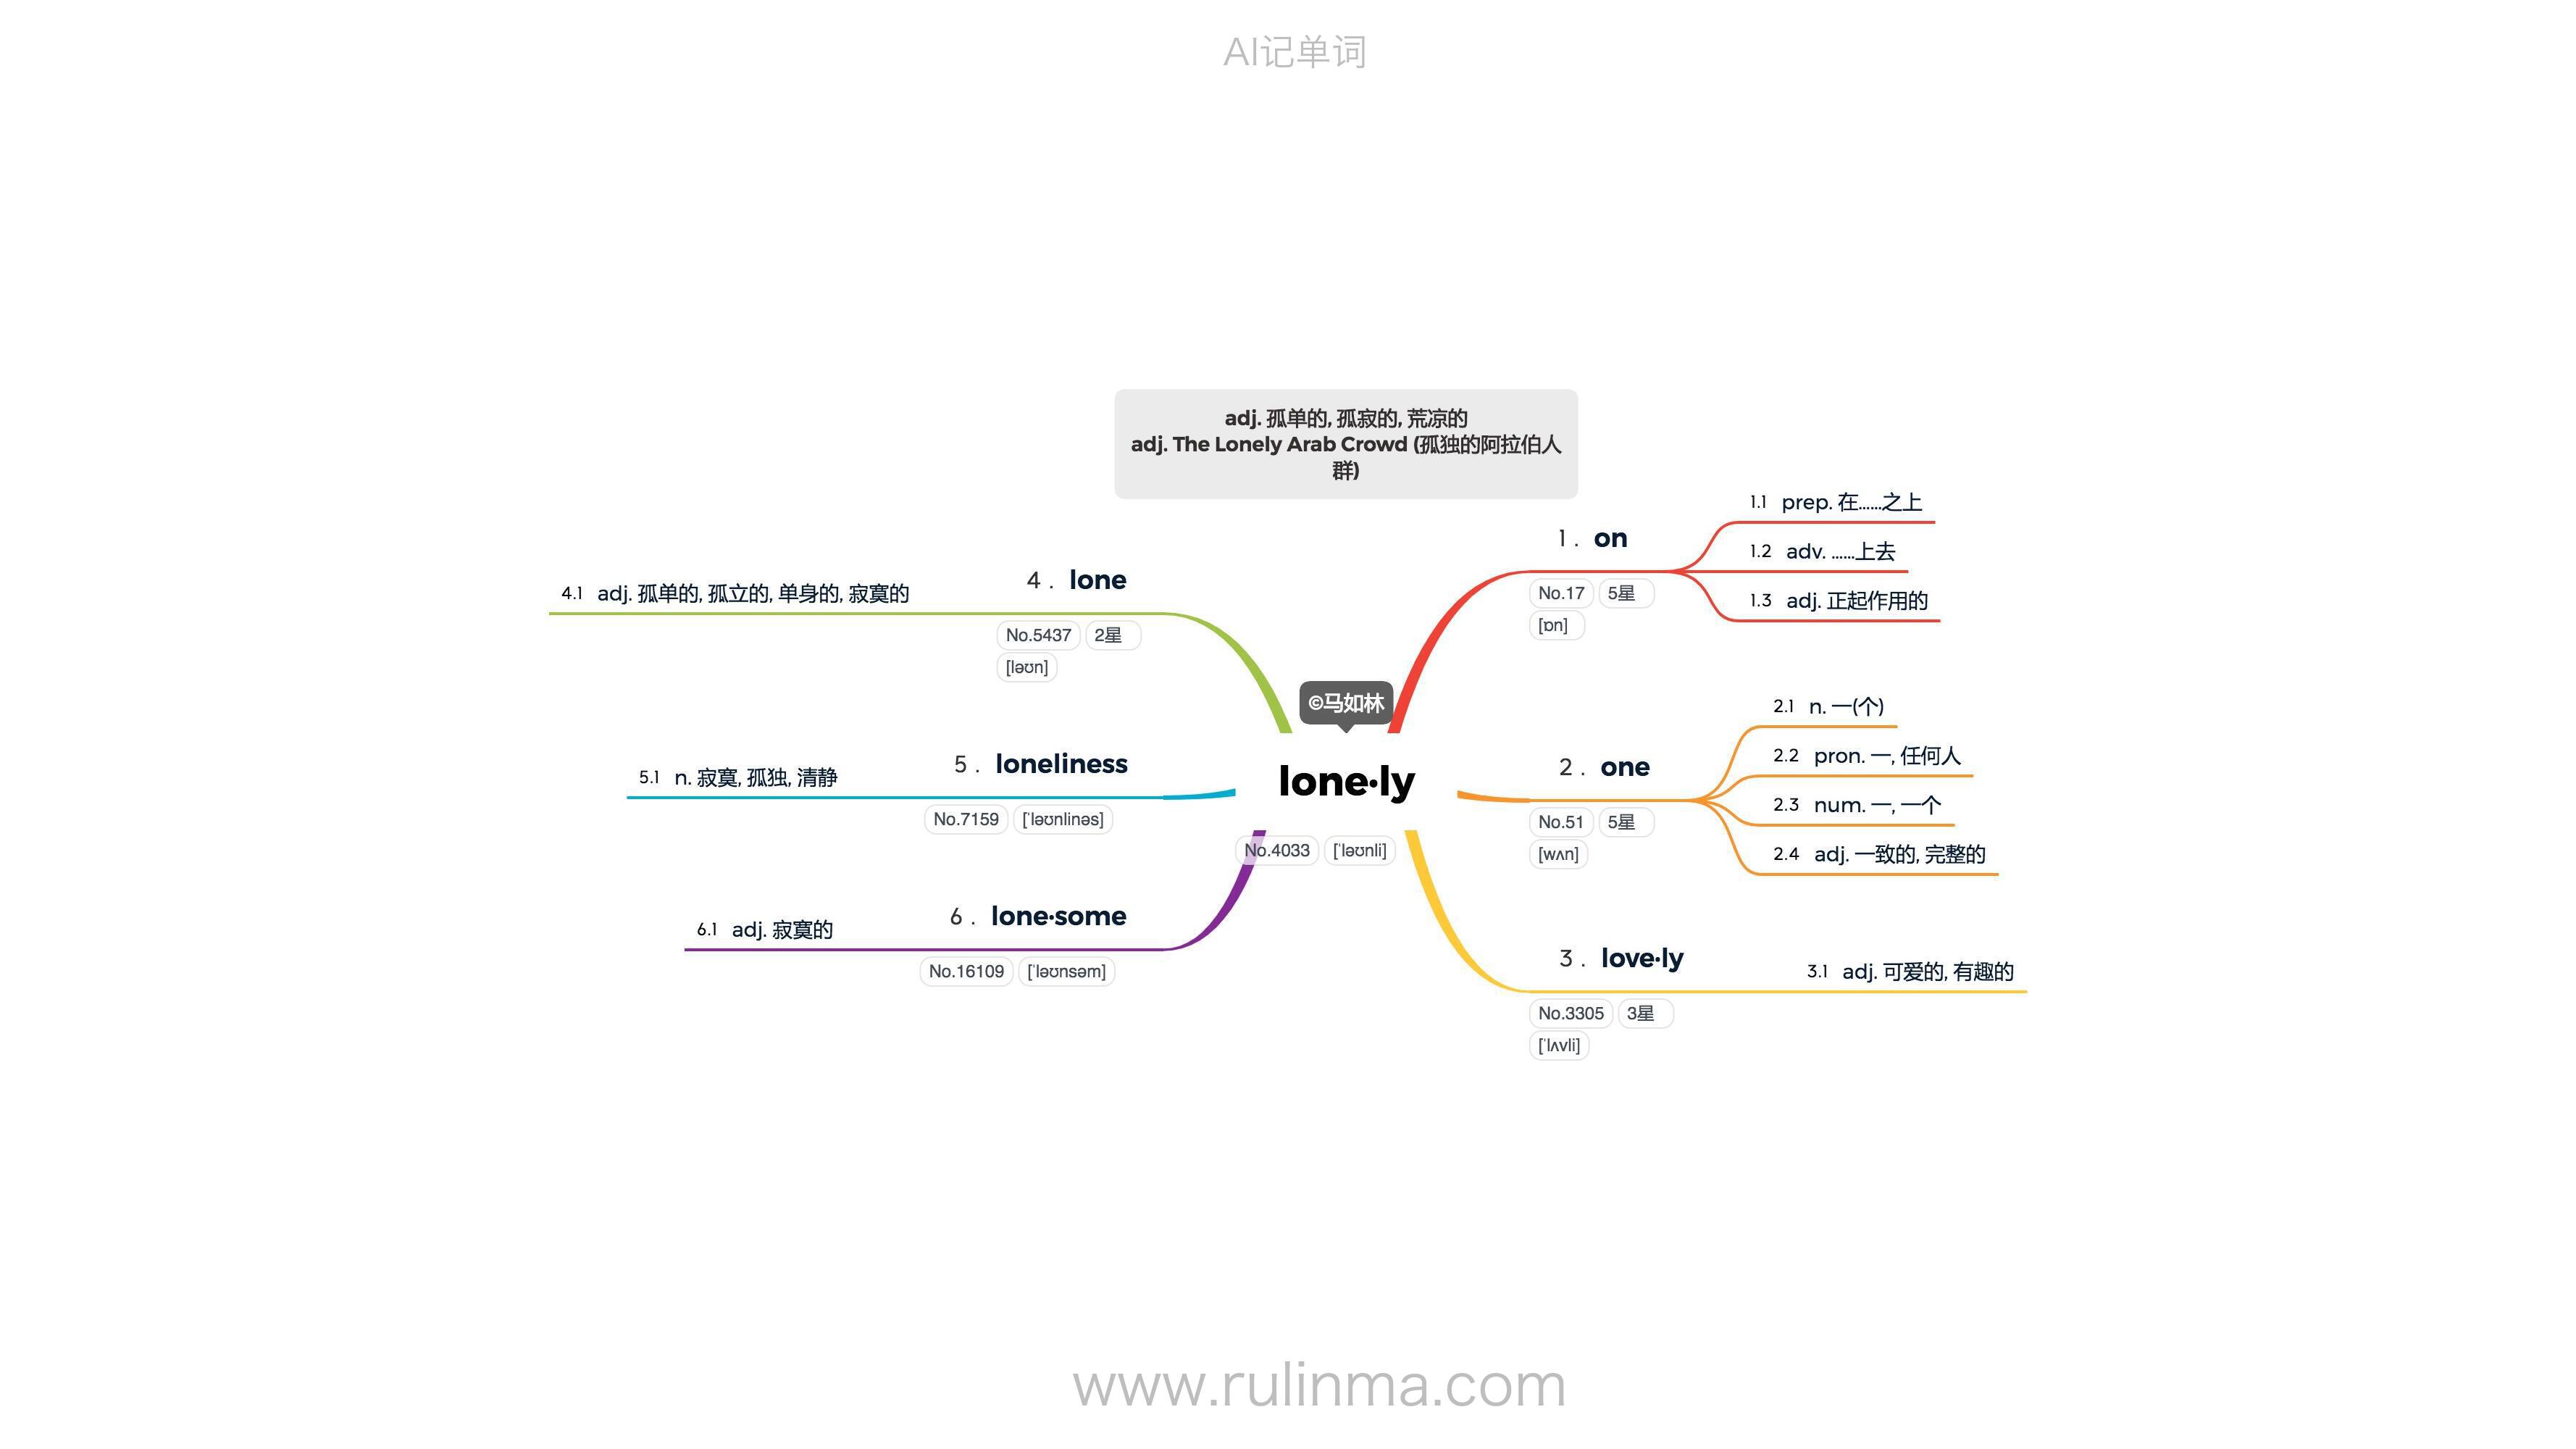 AI记单词
adj. 孤单的, 孤寂的, 荒凉的
adj. The Lonely Arab Crowd (孤独的阿拉伯人
群)
©马如林
lone·ly
No.4033 [ˈləʊnli]
1 . on
No.17 5星
[ɒn]
1.1 prep. 在……之上
1.2 adv. ……上去
1.3 adj. 正起作用的
2 . one
No.51 5星
[wʌn]
2.1 n. 一(个)
2.2 pron. 一, 任何人
2.3 num. 一, 一个
2.4 adj. 一致的, 完整的
3 . love·ly
No.3305 3星
[ˈlʌvli]
3.1 adj. 可爱的, 有趣的
4 . lone
No.5437 2星
[ləʊn]
4.1 adj. 孤单的, 孤立的, 单身的, 寂寞的
5 . loneliness
No.7159 [ˈləʊnlinəs]
5.1 n. 寂寞, 孤独, 清静
6 . lone·some
No.16109 [ˈləʊnsəm]
6.1 adj. 寂寞的
www.rulinma.com